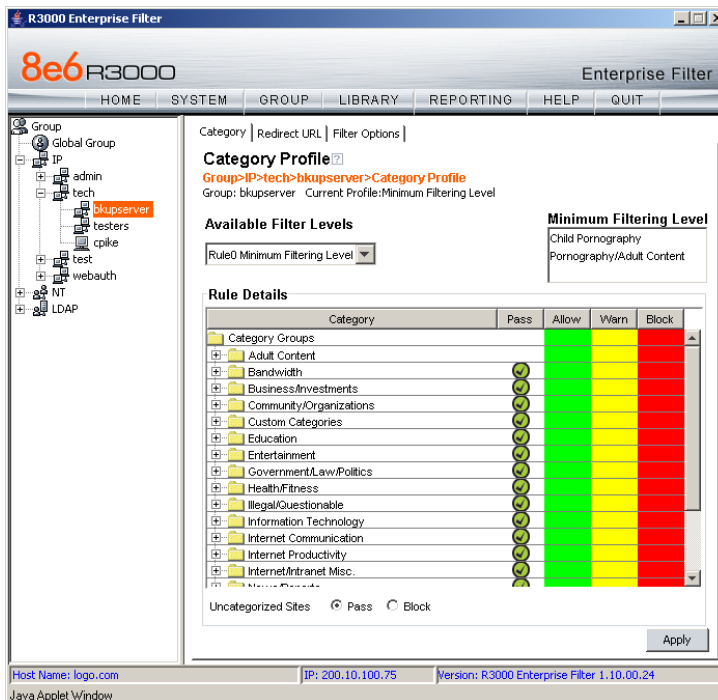 R3000 Enterprise Filter
8e6 R3000
Enterprise Filter
HOME SYSTEM GROUP LIBRARY REPORTING HELP QUIT
Group
Global Group
IP
admin
tech
bkupserver
testers
cpike
test
webauth
NT
LDAP
Category Redirect URL Filter Options
Category Profile ?
Group>IP>tech>bkupserver>Category Profile
Group: bkupserver Current Profile:Minimum Filtering Level
Available Filter Levels
Rule0 Minimum Filtering Level
Minimum Filtering Level
Child Pornography
Pornography/Adult Content
Rule Details
Category Pass Allow Warn Block
Category Groups
Adult Content
Bandwidth
Business/Investments
Community/Organizations
Custom Categories
Education
Entertainment
Government/Law/Politics
Health/Fitness
Illegal/Questionable
Information Technology
Internet Communication
Internet Productivity
Internet/Intranet Misc.
News/Reports
Uncategorized Sites Pass Block
Apply
Host Name: logo.com IP: 200.10.100.75 Version: R3000 Enterprise Filter 1.10.00.24
Java Applet Window